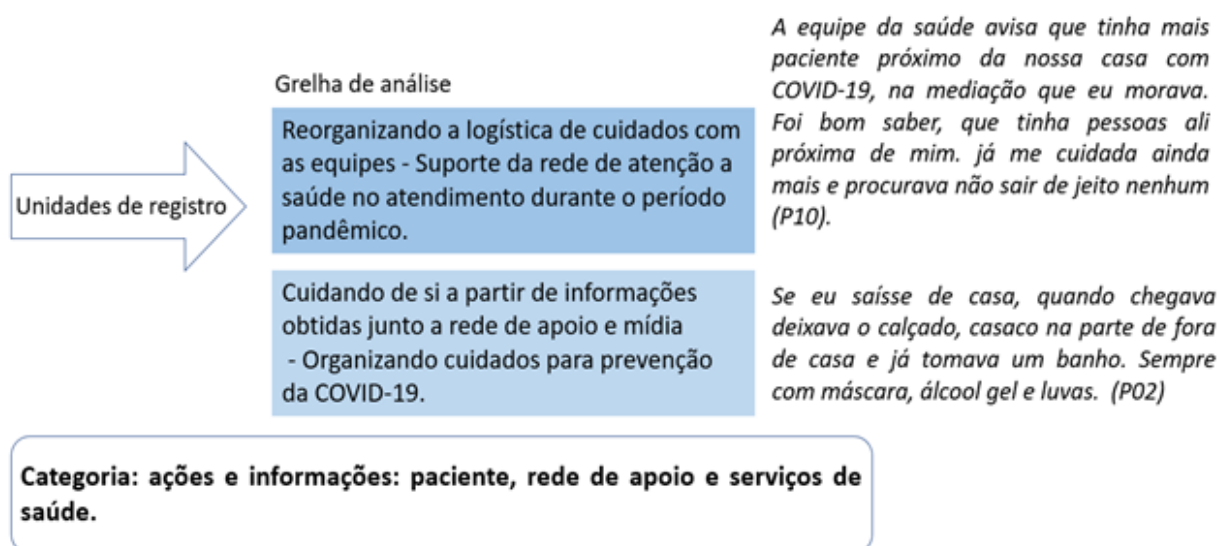 Unidades de registro
Grelha de análise
Reorganizando a logística de cuidados com
as equipes - Suporte da rede de atenção a
saúde no atendimento durante o período
pandêmico.
A equipe da saúde avisa que tinha mais
paciente próximo da nossa casa com
COVID-19, na mediação que eu morava.
Foi bom saber, que tinha pessoas ali
próxima de mim. já me cuidada ainda
mais e procurava não sair de jeito nenhum
(P10).
Cuidando de si a partir de informações
obtidas junto a rede de apoio e mídia
- Organizando cuidados para prevenção
da COVID-19.
Se eu saísse de casa, quando chegava
deixava o calçado, casaco na parte de fora
de casa e já tomava um banho. Sempre
com máscara, álcool gel e luvas. (P02)
Categoria: ações e informações: paciente, rede de apoio e serviços de
saúde.